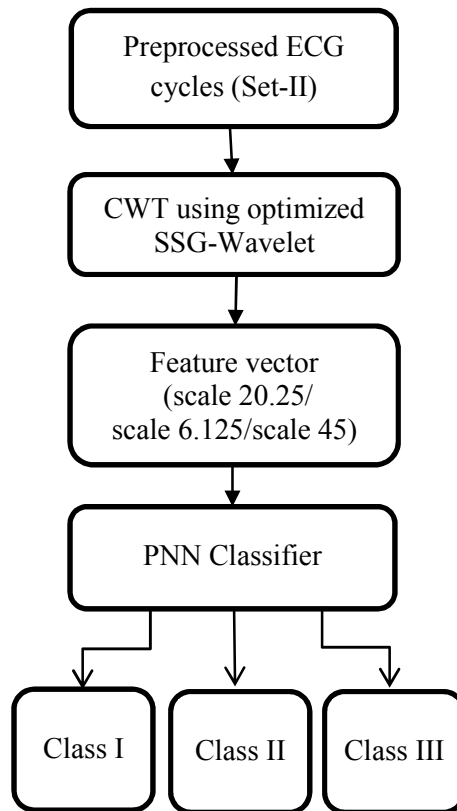 Preprocessed ECG
cycles (Set-II)
CWT using optimized
SSG-Wavelet
Feature vector
(scale 20.25/
scale 6.125/scale 45)
PNN Classifier
Class I
Class II
Class III